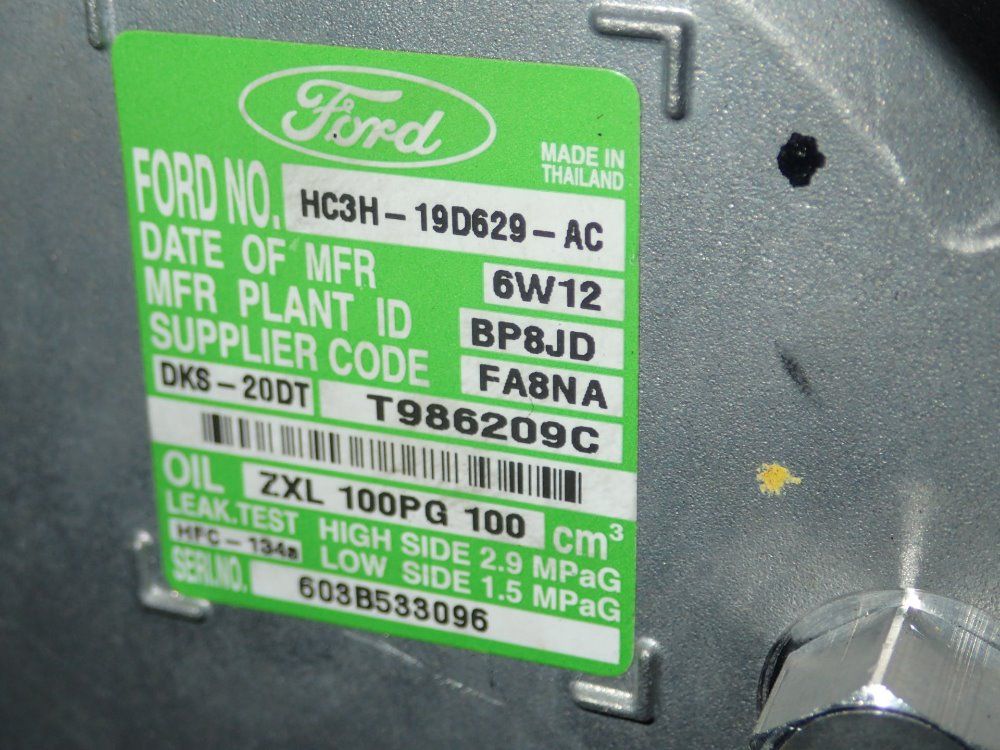 Ford
MADE IN
THAILAND
FORD NO. HC3H-19D629-AC
DATE OF MFR 6W12
MFR PLANT ID BP8JD
SUPPLIER CODE FA8NA
DKS-20DT T986209C
OIL ZXL 100PG 100 cm³
LEAK.TEST HIGH SIDE 2.9 MPaG
HFC-134a LOW SIDE 1.5 MPaG
SERI.NO. 603B533096